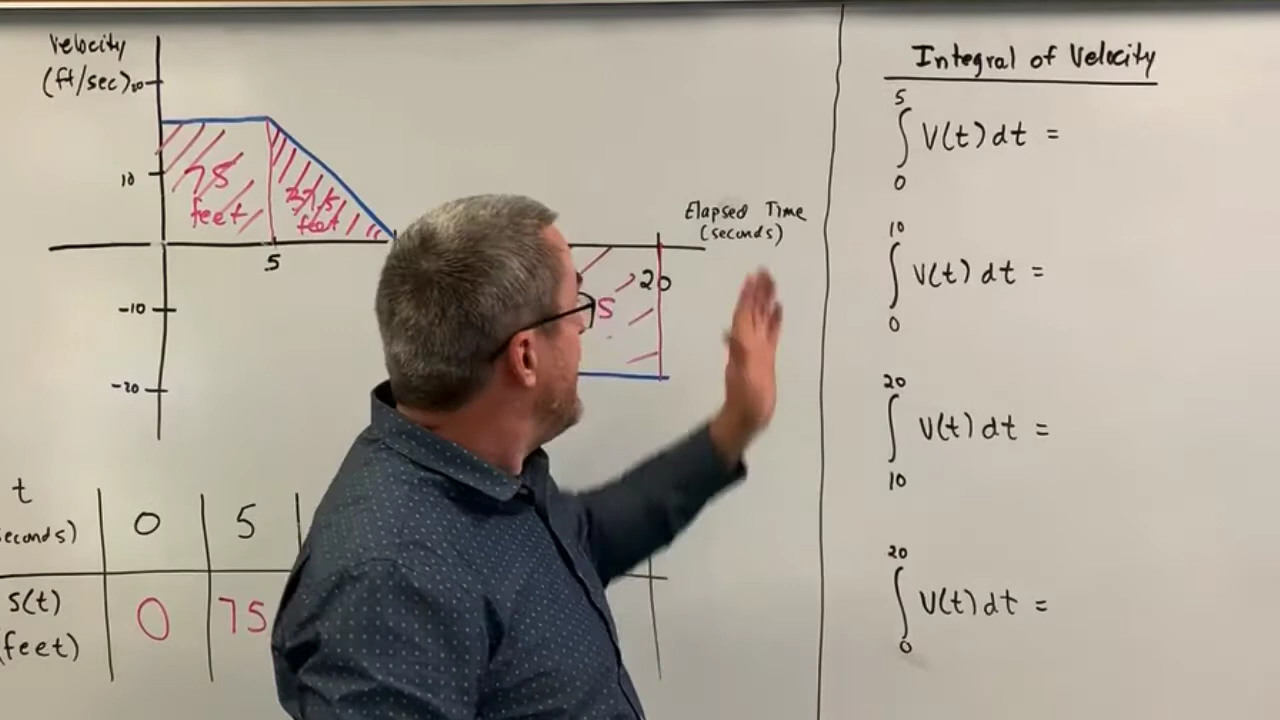 Velocity
(ft/sec)
20
10
-10
-20
75
feet
37.5
feet
5
20
Elapsed Time
(seconds)
t
econds)
0
5
s(t)
feet)
0
75
Integral of Velocity
5
∫ V(t) dt =
0
10
∫ V(t) dt =
0
20
∫ V(t) dt =
10
20
∫ V(t) dt =
0